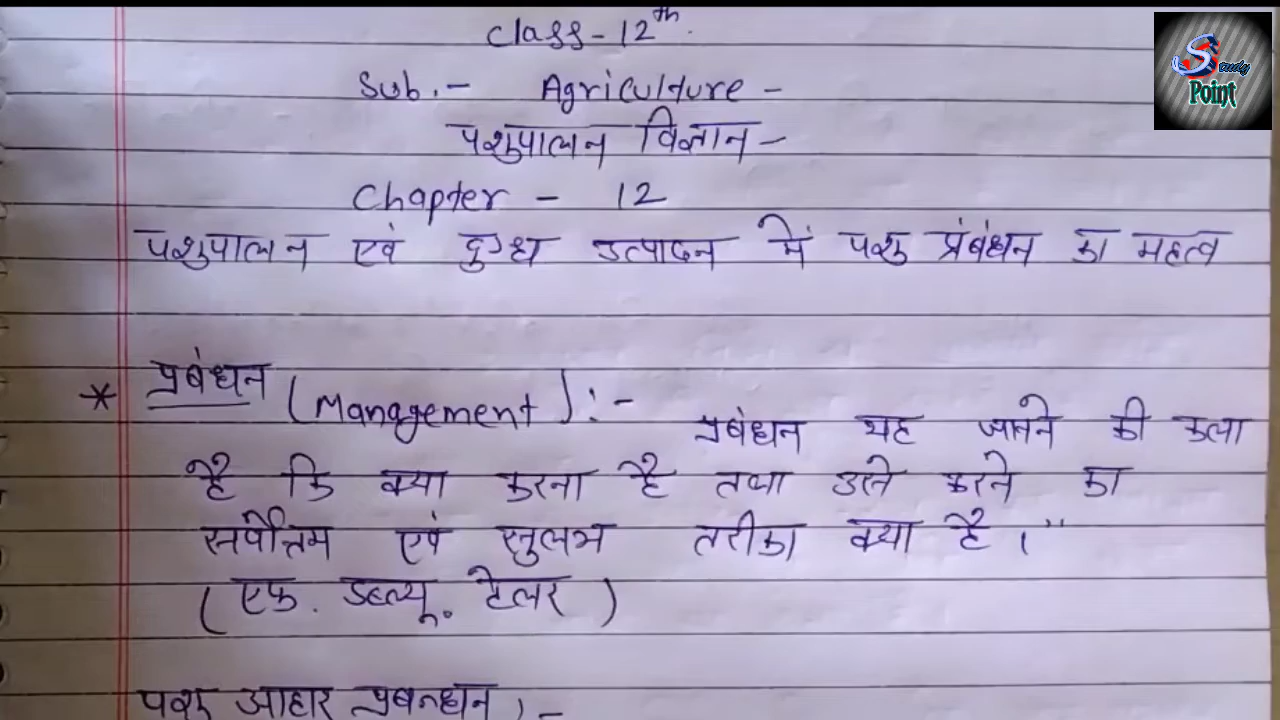 Class - 12th.
Study
Point
Sub. - Agriculture -
पशुपालन विज्ञान -
Chapter - 12
पशुपालन एवं दुग्ध उत्पादन में पशु प्रंबंधन का महत्व
* प्रबंधन (Management) : -
प्रबंधन यह जानने की कला
है कि क्या करना है तथा उसे करने का
सर्वोत्तम एवं सुलभ तरीका क्या है।"
(एफ. डब्ल्यू. टेलर)
पशु आहार प्रबन्धन : -